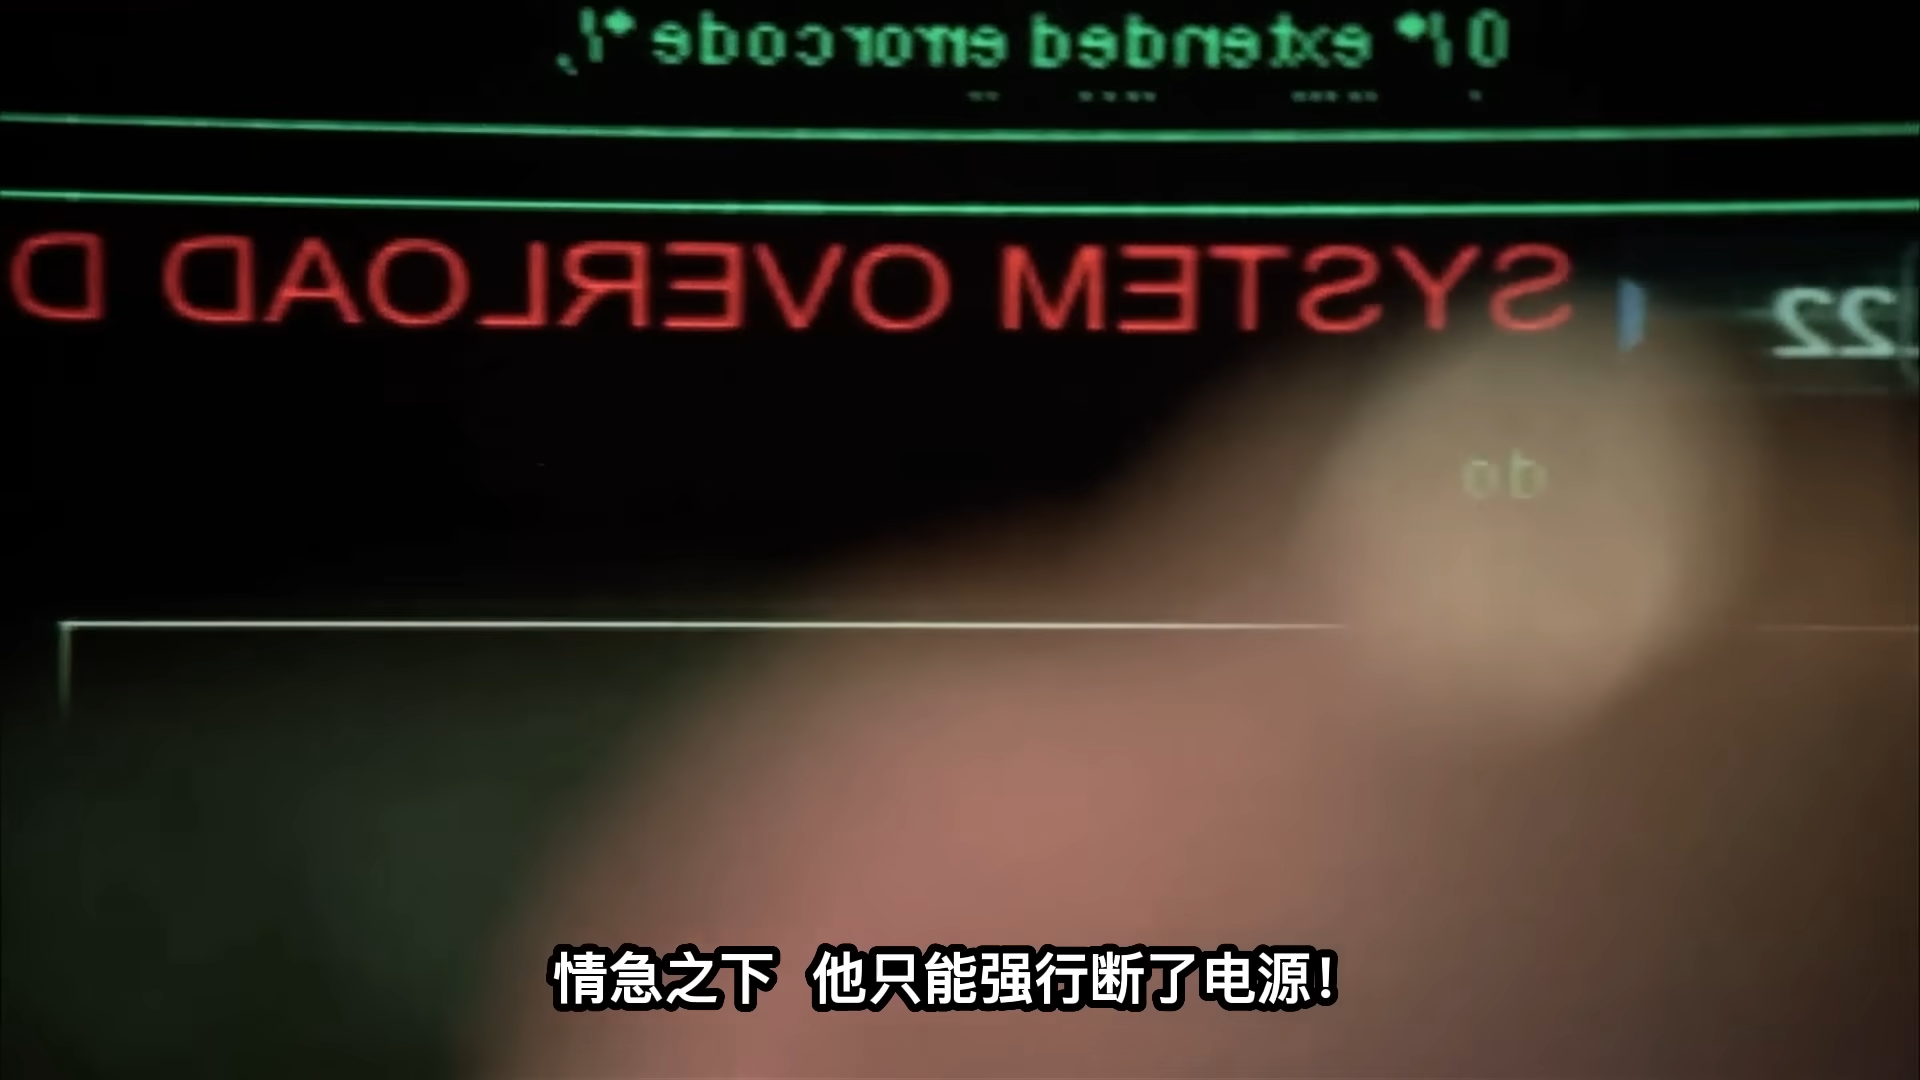 0/* extended errorcode*/,
SYSTEM OVERLOAD D
22
do
情急之下 他只能强行断了电源！